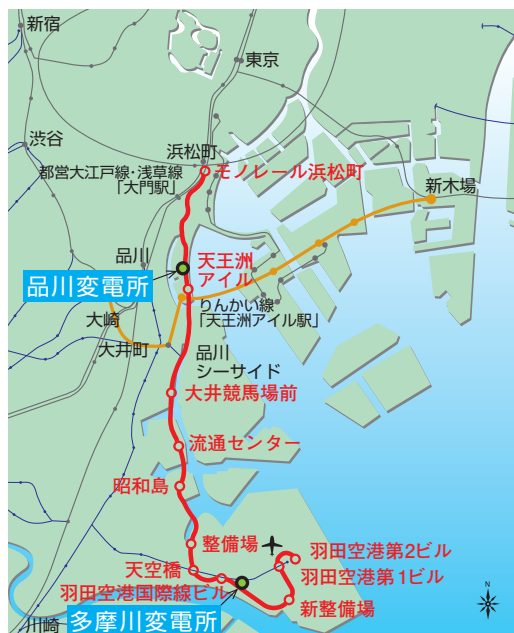 新宿
東京
渋谷
浜松町
都営大江戸線・浅草線
「大門駅」
モノレール浜松町
新木場
品川
天王洲
アイル
品川変電所
りんかい線
「天王洲アイル駅」
大崎
大井町
品川
シーサイド
大井競馬場前
流通センター
昭和島
整備場
羽田空港第2ビル
天空橋
羽田空港第1ビル
羽田空港国際線ビル
新整備場
多摩川変電所
川崎
N